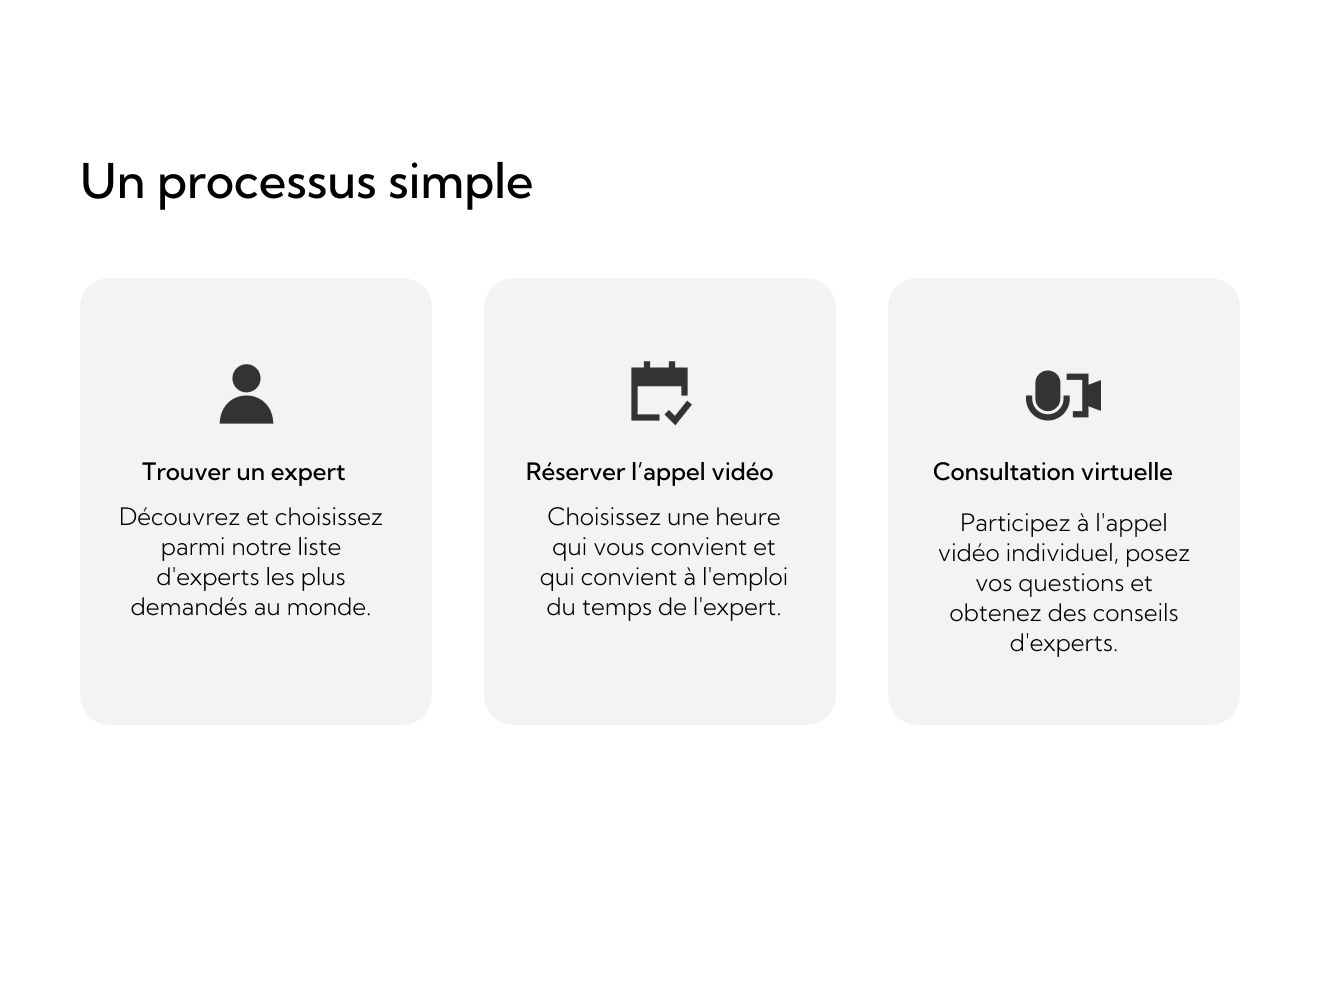 Un processus simple
Trouver un expert
Découvrez et choisissez
parmi notre liste
d'experts les plus
demandés au monde.
Réserver l’appel vidéo
Choisissez une heure
qui vous convient et
qui convient à l'emploi
du temps de l'expert.
Consultation virtuelle
Participez à l'appel
vidéo individuel, posez
vos questions et
obtenez des conseils
d'experts.